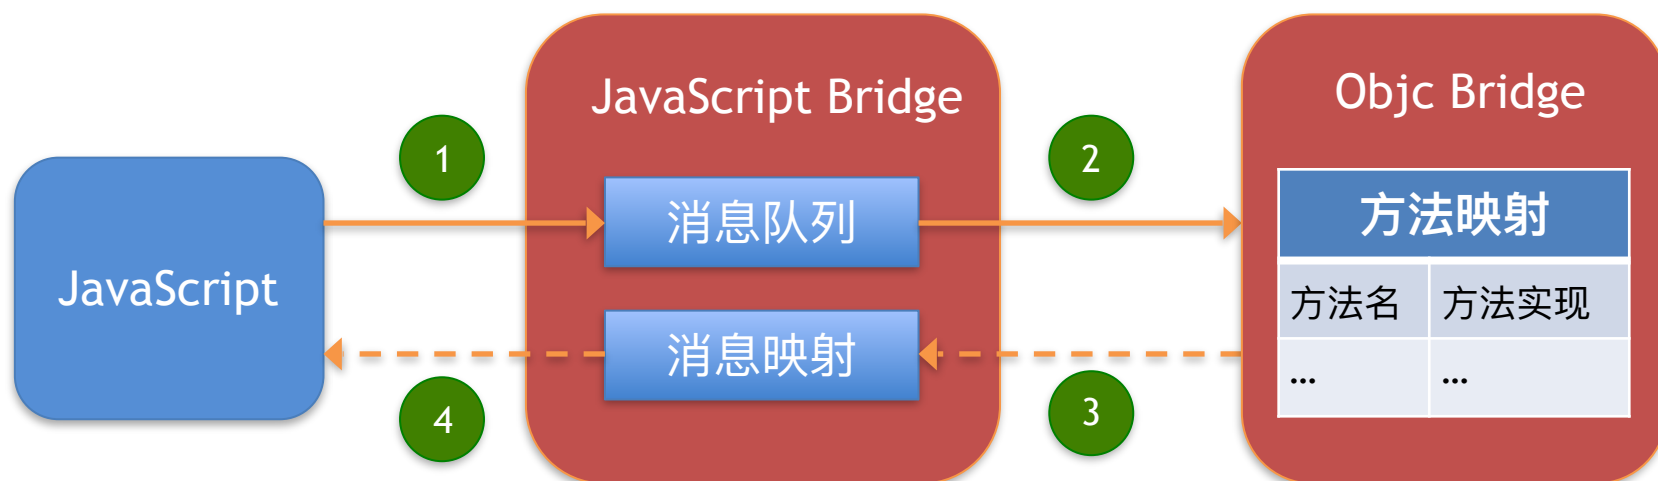 JavaScript
1
4
JavaScript Bridge
消息队列
消息映射
2
3
Objc Bridge
方法映射
方法名 方法实现
... ...